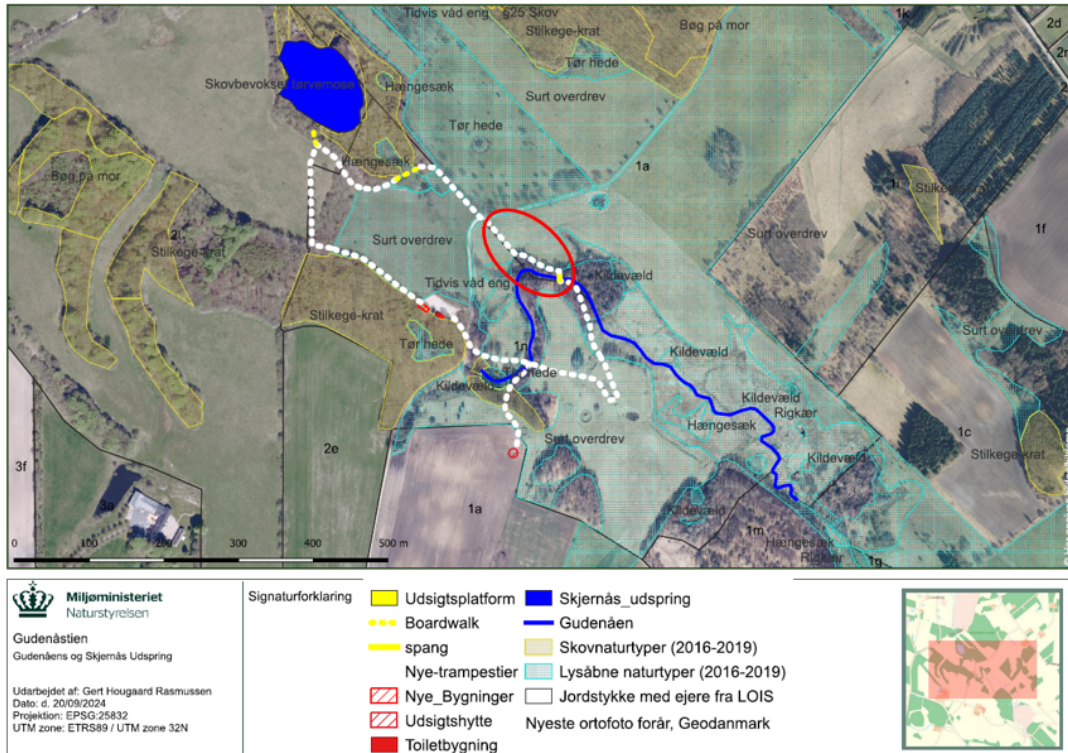 Tidvis våd eng
§25 Skov
Stilkege-krat
Bøg på mor
1k
2d
Tør hede
Skovbevokset tørvemose
Hængesæk
Surt overdrev
Tør hede
Hængesæk
1a
Bøg på mor
Stilkege-krat
2l
Surt overdrev
1f
Stilkege-krat
Surt overdrev
Tidvis våd eng
Kildevæld
Stilkege-krat
Surt overdrev
Tør hede
1n
Kildevæld
Tør hede
Kildevæld
Kildevæld
Rigkær
Hængesæk
Surt overdrev
1c
Stilkege-krat
2e
3f
3a
Kildevæld
Kildevæld
1a
1m
Hængesæk
Rigkær
1g
0 100 200 300 400 500 m
Miljøministeriet
Naturstyrelsen
Gudenåstien
Gudenåens og Skjernås Udspring
Udarbejdet af: Gert Hougaard Rasmussen
Dato: d. 20/09/2024
Projektion: EPSG:25832
UTM zone: ETRS89 / UTM zone 32N
Signaturforklaring
Udsigtsplatform
Boardwalk
spang
Nye-trampestier
Nye_Bygninger
Udsigtshytte
Toiletbygning
Skjernås_udspring
Gudenåen
Skovnaturtyper (2016-2019)
Lysåbne naturtyper (2016-2019)
Jordstykke med ejere fra LOIS
Nyeste ortofoto forår, Geodanmark